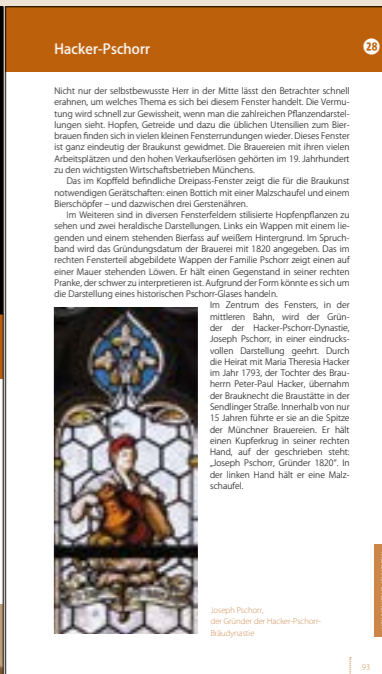 Hacker-Pschorr
28
Nicht nur der selbstbewusste Herr in der Mitte lässt den Betrachter schnell
erahnen, um welches Thema es sich bei diesem Fenster handelt. Die Vermu-
tung wird schnell zur Gewissheit, wenn man die zahlreichen Pflanzendarstel-
lungen sieht. Hopfen, Getreide und dazu die üblichen Utensilien zum Bier-
brauen finden sich in vielen kleinen Fensterrundungen wieder. Dieses Fenster
ist ganz eindeutig der Braukunst gewidmet. Die Brauereien mit ihren vielen
Arbeitsplätzen und den hohen Verkaufserlösen gehörten im 19. Jahrhundert
zu den wichtigsten Wirtschaftsbetrieben Münchens.
Das im Kopffeld befindliche Dreipass-Fenster zeigt die für die Braukunst
notwendigen Gerätschaften: einen Bottich mit einer Malzschaufel und einem
Bierschöpfer – und dazwischen drei Gerstenähren.
Im Weiteren sind in diversen Fensterfeldern stilisierte Hopfenpflanzen zu
sehen und zwei heraldische Darstellungen. Links ein Wappen mit einem lie-
genden und einem stehenden Bierfass auf weißem Hintergrund. Im Spruch-
band wird das Gründungsdatum der Brauerei mit 1820 angegeben. Das im
rechten Fensterteil abgebildete Wappen der Familie Pschorr zeigt einen auf
einer Mauer stehenden Löwen. Er hält einen Gegenstand in seiner rechten
Pranke, der schwer zu interpretieren ist. Aufgrund der Form könnte es sich um
die Darstellung eines historischen Pschorr-Glases handeln.
Im Zentrum des Fensters, in der
mittleren Bahn, wird der Grün-
der der Hacker-Pschorr-Dynastie,
Joseph Pschorr, in einer eindrucks-
vollen Darstellung geehrt. Durch
die Heirat mit Maria Theresia Hacker
im Jahr 1793, der Tochter des Brau-
herrn Peter-Paul Hacker, übernahm
der Brauknecht die Braustätte in der
Sendlinger Straße. Innerhalb von nur
15 Jahren führte er sie an die Spitze
der Münchner Brauereien. Er hält
einen Kupferkrug in seiner rechten
Hand, auf der geschrieben steht:
„Joseph Pschorr, Gründer 1820“. In
der linken Hand hält er eine Malz-
schaufel.
Joseph Pschorr,
der Gründer der Hacker-Pschorr-
Bräudynastie
93